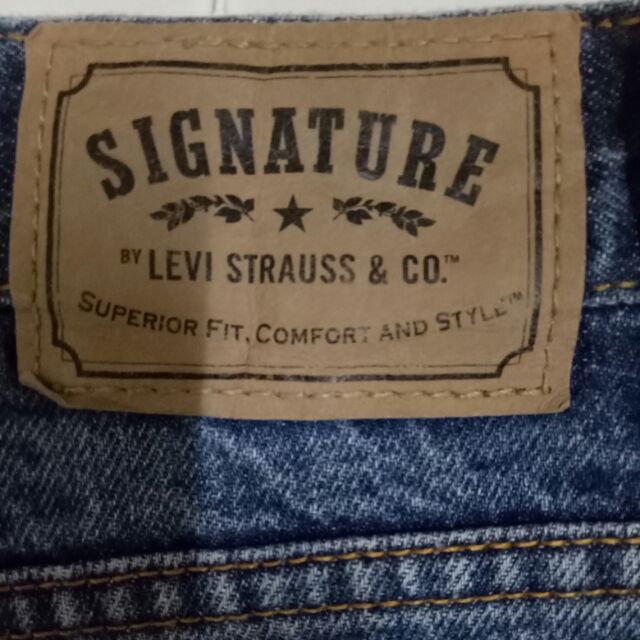 SIGNATURE
BY LEVI STRAUSS & CO.™
SUPERIOR FIT, COMFORT AND STYLE™